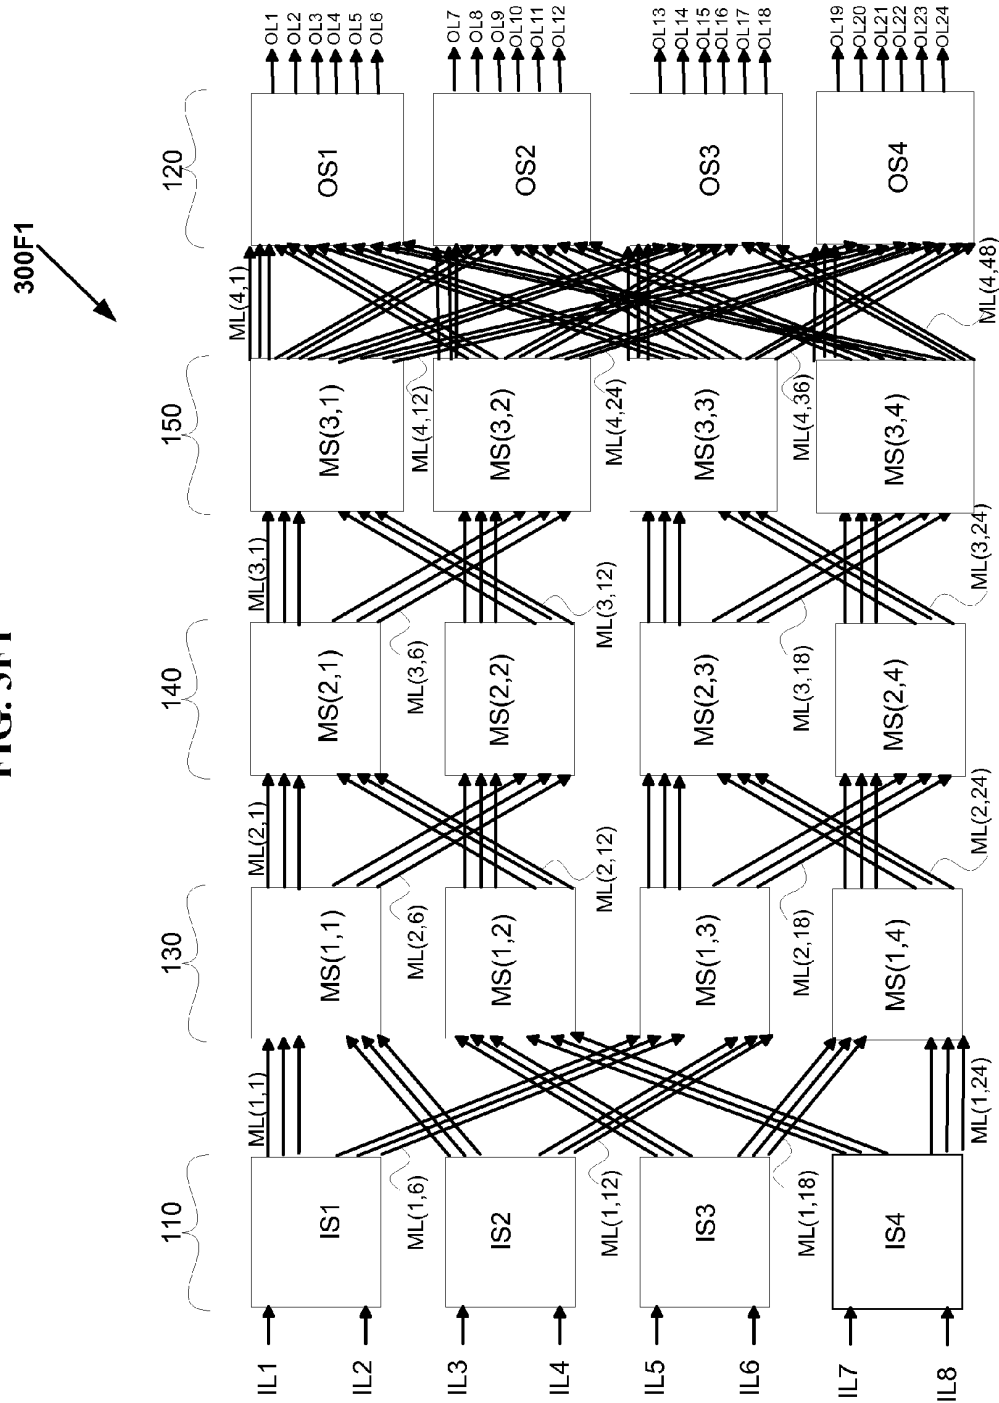 FIG. 3F1
300F1
110
130
140
150
120
IL1
IL2
IS1
ML(1,1)
ML(1,6)
MS(1,1)
ML(2,1)
ML(2,6)
MS(2,1)
ML(3,1)
ML(3,6)
MS(3,1)
ML(4,1)
ML(4,12)
OS1
OL1
OL2
OL3
OL4
OL5
OL6
IL3
IL4
IS2
ML(1,12)
MS(1,2)
ML(2,12)
MS(2,2)
ML(3,12)
MS(3,2)
ML(4,24)
OS2
OL7
OL8
OL9
OL10
OL11
OL12
IL5
IL6
IS3
ML(1,18)
MS(1,3)
ML(2,18)
MS(2,3)
ML(3,18)
MS(3,3)
ML(4,36)
OS3
OL13
OL14
OL15
OL16
OL17
OL18
IL7
IL8
IS4
ML(1,24)
MS(1,4)
ML(2,24)
MS(2,4)
ML(3,24)
MS(3,4)
ML(4,48)
OS4
OL19
OL20
OL21
OL22
OL23
OL24